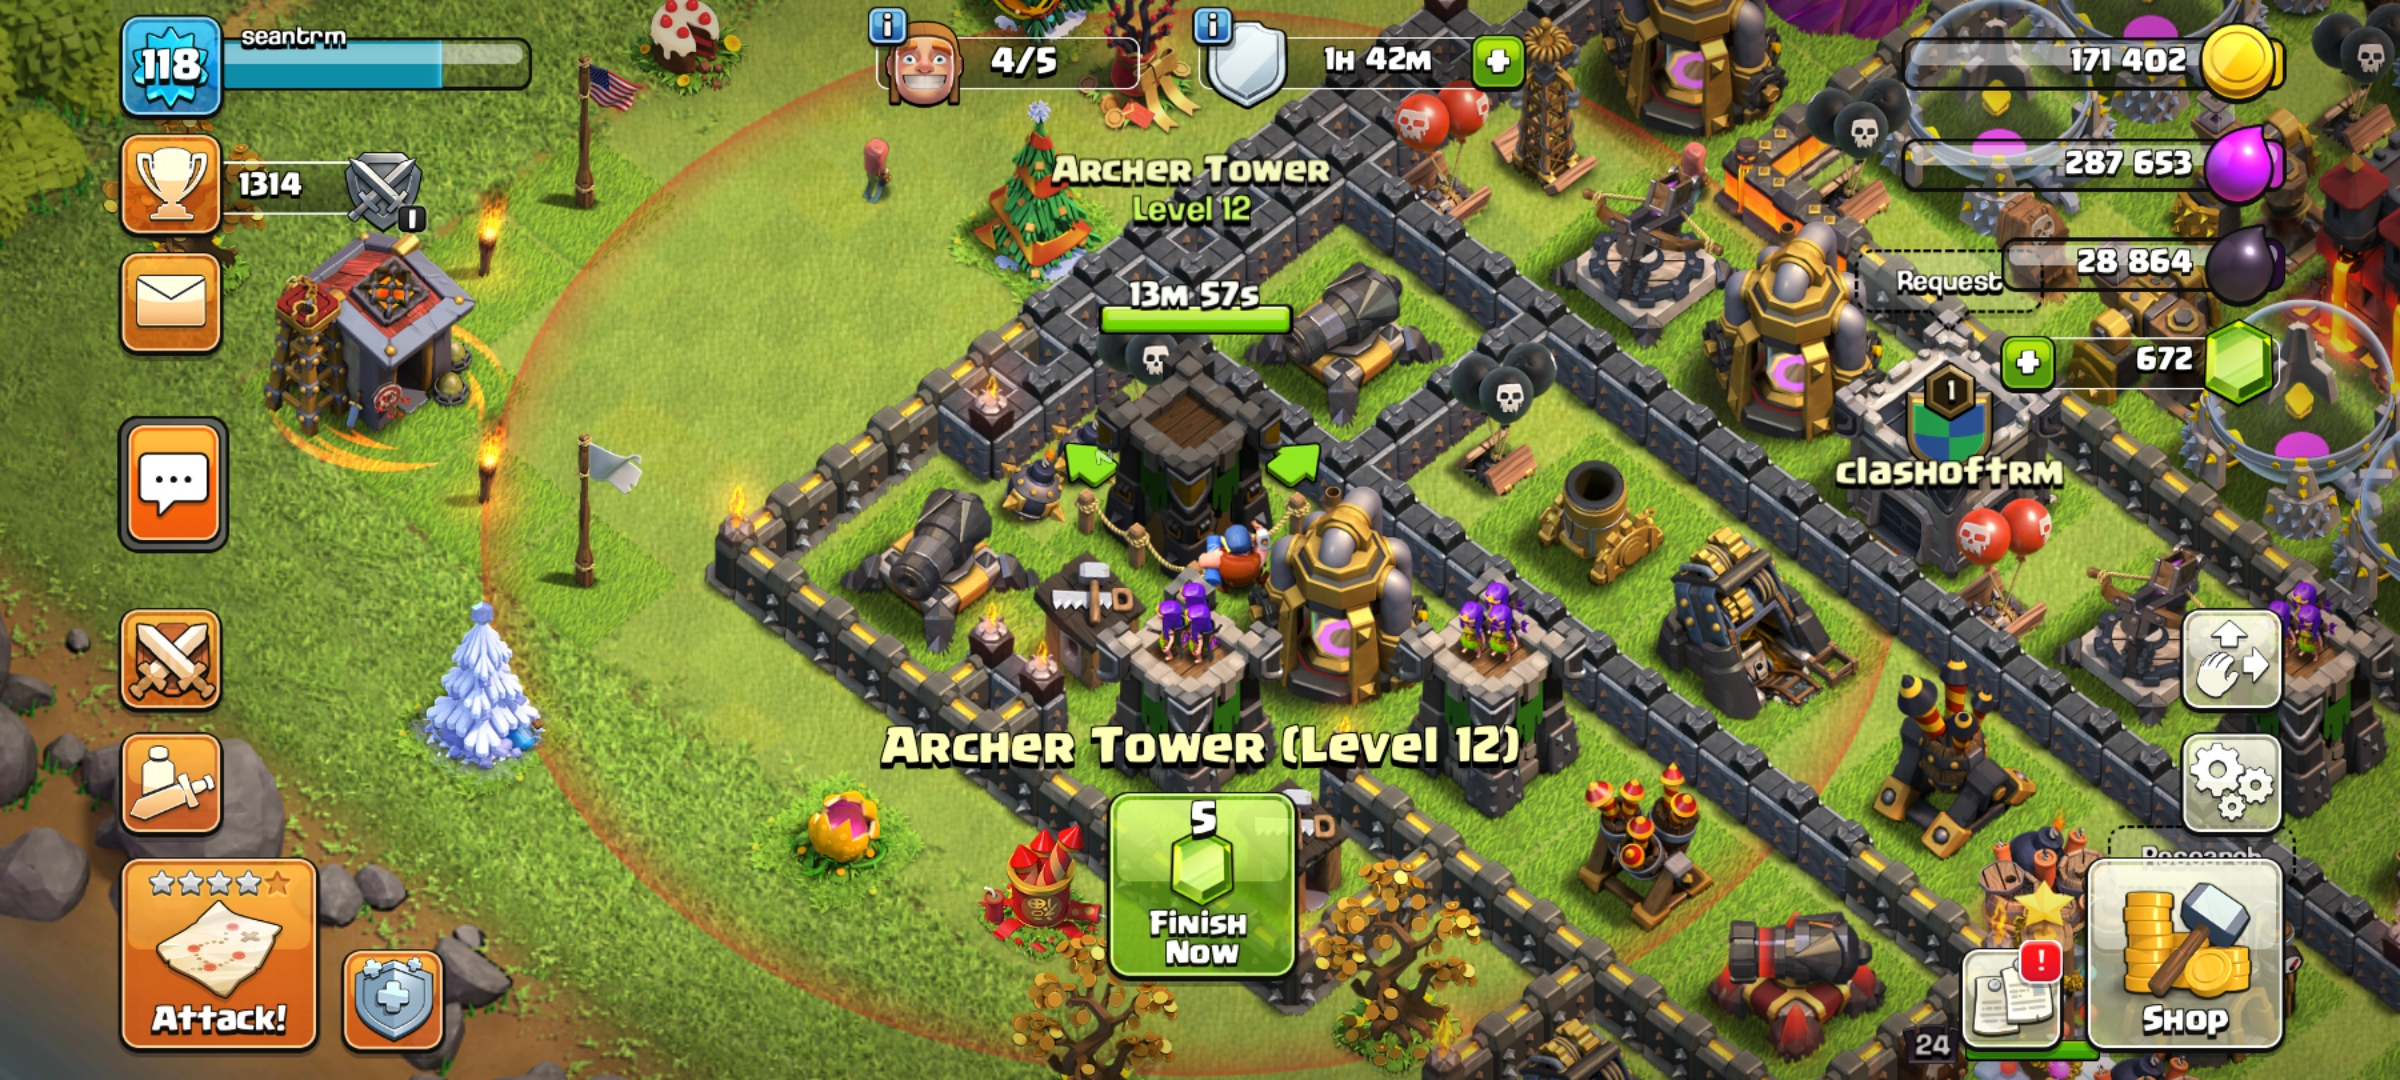 118
seantrm
4/5
1H 42M
171 402
1314
I
Archer Tower
Level 12
287 653
28 864
Request
13M 57s
672
1
clashoftRM
Archer Tower (Level 12)
5
Finish
Now
Research
Attack!
!
Shop
24